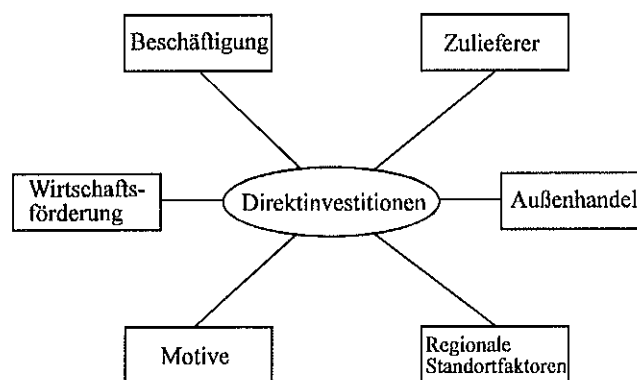 Beschäftigung
Zulieferer
Wirtschafts-
förderung
Direktinvestitionen
Außenhandel
Motive
Regionale
Standortfaktoren